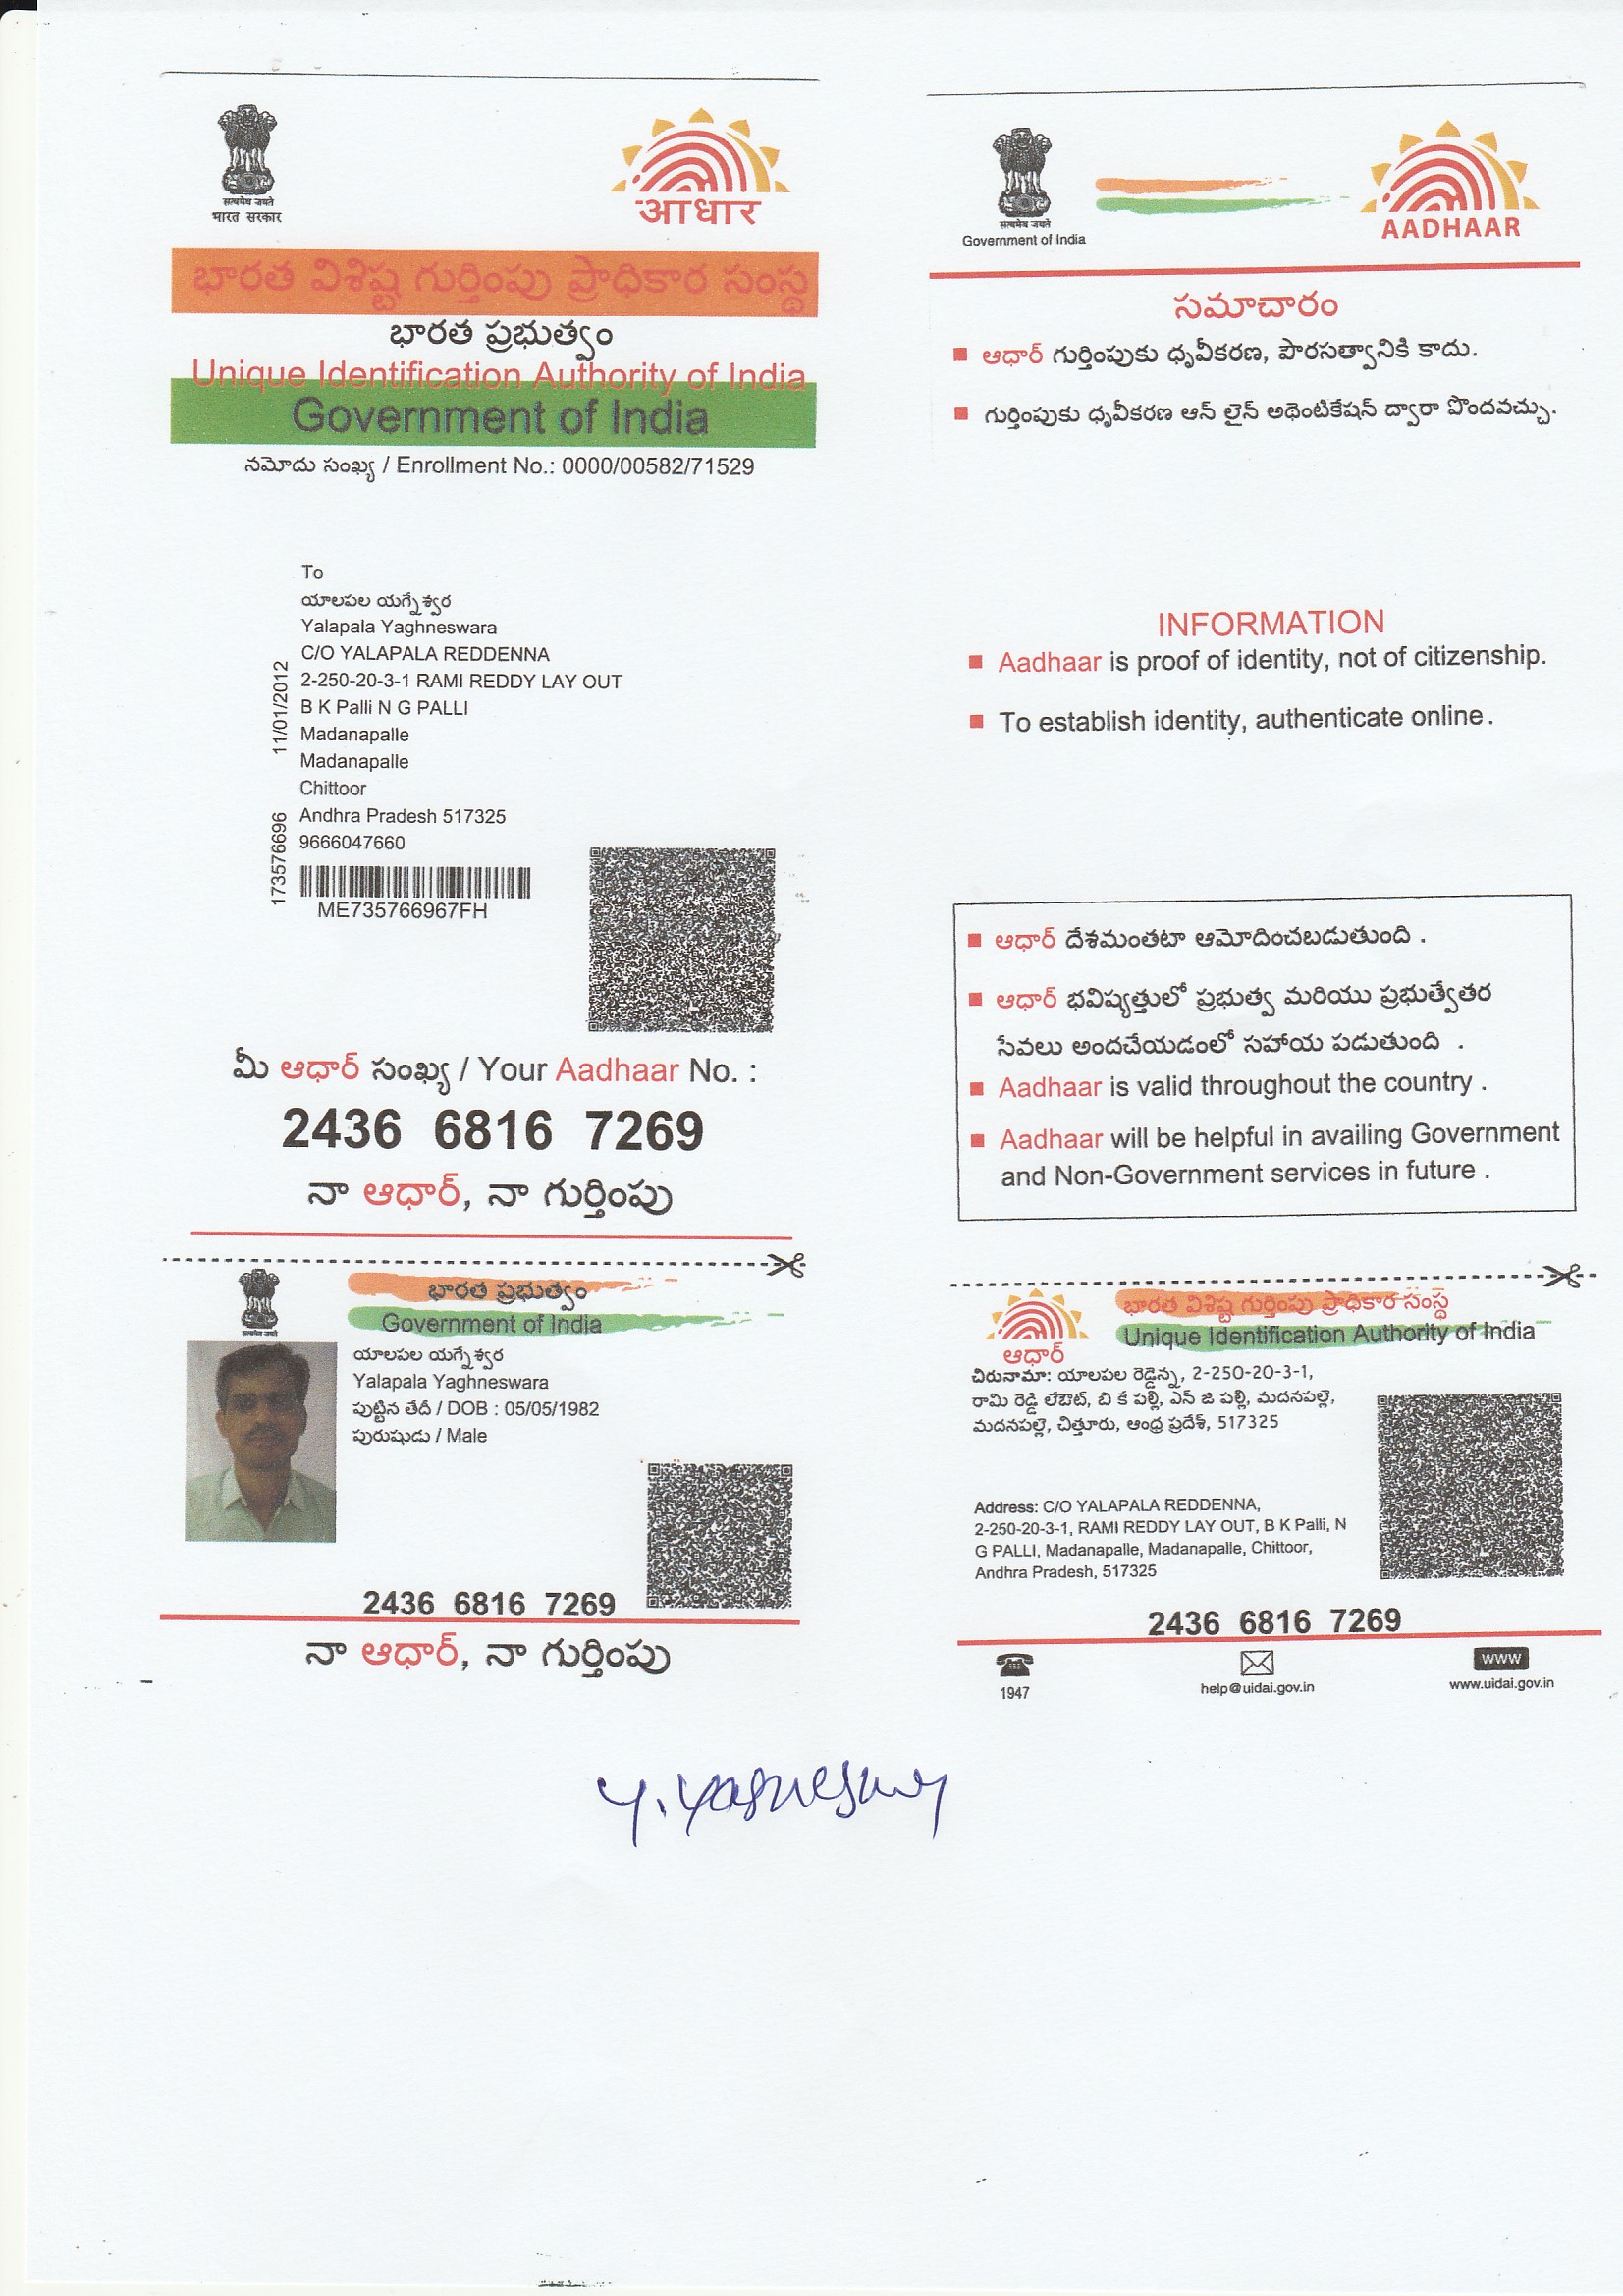 सत्यमेव जयते
भारत सरकार
आधार
భారత విశిష్ట గుర్తింపు ప్రాధికార సంస్థ
భారత ప్రభుత్వం
Unique Identification Authority of India
Government of India
నమోదు సంఖ్య / Enrollment No.: 0000/00582/71529
To
యాలపల యగ్నేశ్వర
Yalapala Yaghneswara
C/O YALAPALA REDDENNA
2-250-20-3-1 RAMI REDDY LAY OUT
B K Palli N G PALLI
Madanapalle
Madanapalle
Chittoor
Andhra Pradesh 517325
9666047660
11/01/2012
173576696
ME735766967FH
మీ ఆధార్ సంఖ్య / Your Aadhaar No. :
2436 6816 7269
నా ఆధార్, నా గుర్తింపు
సత్యమేవ జయతే
Government of India
AADHAAR
సమాచారం
ఆధార్ గుర్తింపుకు ధృవీకరణ, పౌరసత్వానికి కాదు.
గుర్తింపుకు ధృవీకరణ ఆన్ లైన్ అథెంటికేషన్ ద్వారా పొందవచ్చు.
INFORMATION
Aadhaar is proof of identity, not of citizenship.
To establish identity, authenticate online.
ఆధార్ దేశమంతటా ఆమోదించబడుతుంది .
ఆధార్ భవిష్యత్తులో ప్రభుత్వ మరియు ప్రభుత్వేతర
సేవలు అందచేయడంలో సహాయ పడుతుంది .
Aadhaar is valid throughout the country .
Aadhaar will be helpful in availing Government
and Non-Government services in future .
భారత ప్రభుత్వం
Government of India
యాలపల యగ్నేశ్వర
Yalapala Yaghneswara
పుట్టిన తేదీ / DOB : 05/05/1982
పురుషుడు / Male
2436 6816 7269
నా ఆధార్, నా గుర్తింపు
ఆధార్
భారత విశిష్ట గుర్తింపు ప్రాధికార సంస్థ
Unique Identification Authority of India
చిరునామా: యాలపల రెడ్డెన్న, 2-250-20-3-1,
రామి రెడ్డి లేఔట్, బి కే పల్లి, ఎన్ జి పల్లి, మదనపల్లె,
మదనపల్లె, చిత్తూరు, ఆంధ్ర ప్రదేశ్, 517325
Address: C/O YALAPALA REDDENNA,
2-250-20-3-1, RAMI REDDY LAY OUT, B K Palli, N
G PALLI, Madanapalle, Madanapalle, Chittoor,
Andhra Pradesh, 517325
2436 6816 7269
1947
help@uidai.gov.in
www
www.uidai.gov.in